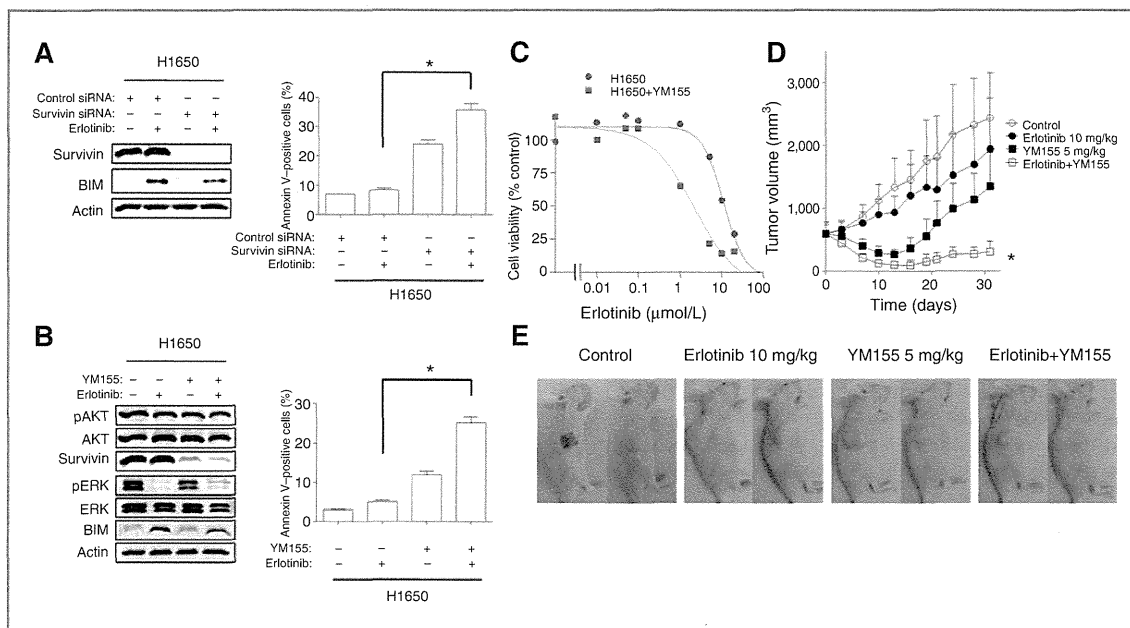 A
H1650
Control siRNA: + + – –
Survivin siRNA: – – + +
Erlotinib: – + – +
Survivin
BIM
Actin
Annexin V–positive cells (%)
50
40
30
20
10
0
Control siRNA: + + – –
Survivin siRNA: – – + +
Erlotinib: – + – +
H1650
*
B
H1650
YM155: – – + +
Erlotinib: – + – +
pAKT
AKT
Survivin
pERK
ERK
BIM
Actin
Annexin V–positive cells (%)
30
20
10
0
YM155: – – + +
Erlotinib: – + – +
H1650
*
C
H1650
H1650+YM155
Cell viability (% control)
100
75
50
25
0
0.01 0.1 1.0 10 100
Erlotinib (μmol/L)
D
Tumor volume (mm³)
3,000
2,000
1,000
0
0 10 20 30
Time (days)
Control
Erlotinib 10 mg/kg
YM155 5 mg/kg
Erlotinib+YM155
*
E
Control
Erlotinib 10 mg/kg
YM155 5 mg/kg
Erlotinib+YM155